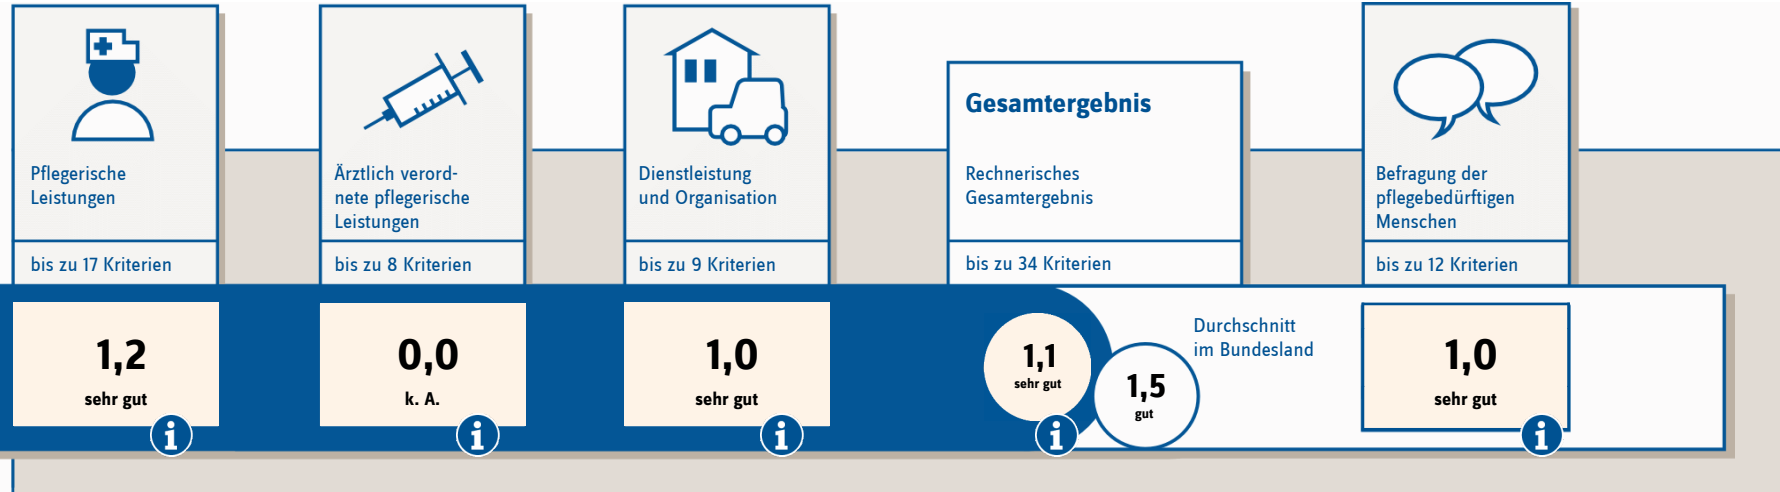 Pflegerische
Leistungen
bis zu 17 Kriterien
1,2
sehr gut
i
Ärztlich verord-
nete pflegerische
Leistungen
bis zu 8 Kriterien
0,0
k. A.
i
Dienstleistung
und Organisation
bis zu 9 Kriterien
1,0
sehr gut
i
Gesamtergebnis
Rechnerisches
Gesamtergebnis
bis zu 34 Kriterien
1,1
sehr gut
i
1,5
gut
Durchschnitt
im Bundesland
Befragung der
pflegebedürftigen
Menschen
bis zu 12 Kriterien
1,0
sehr gut
i